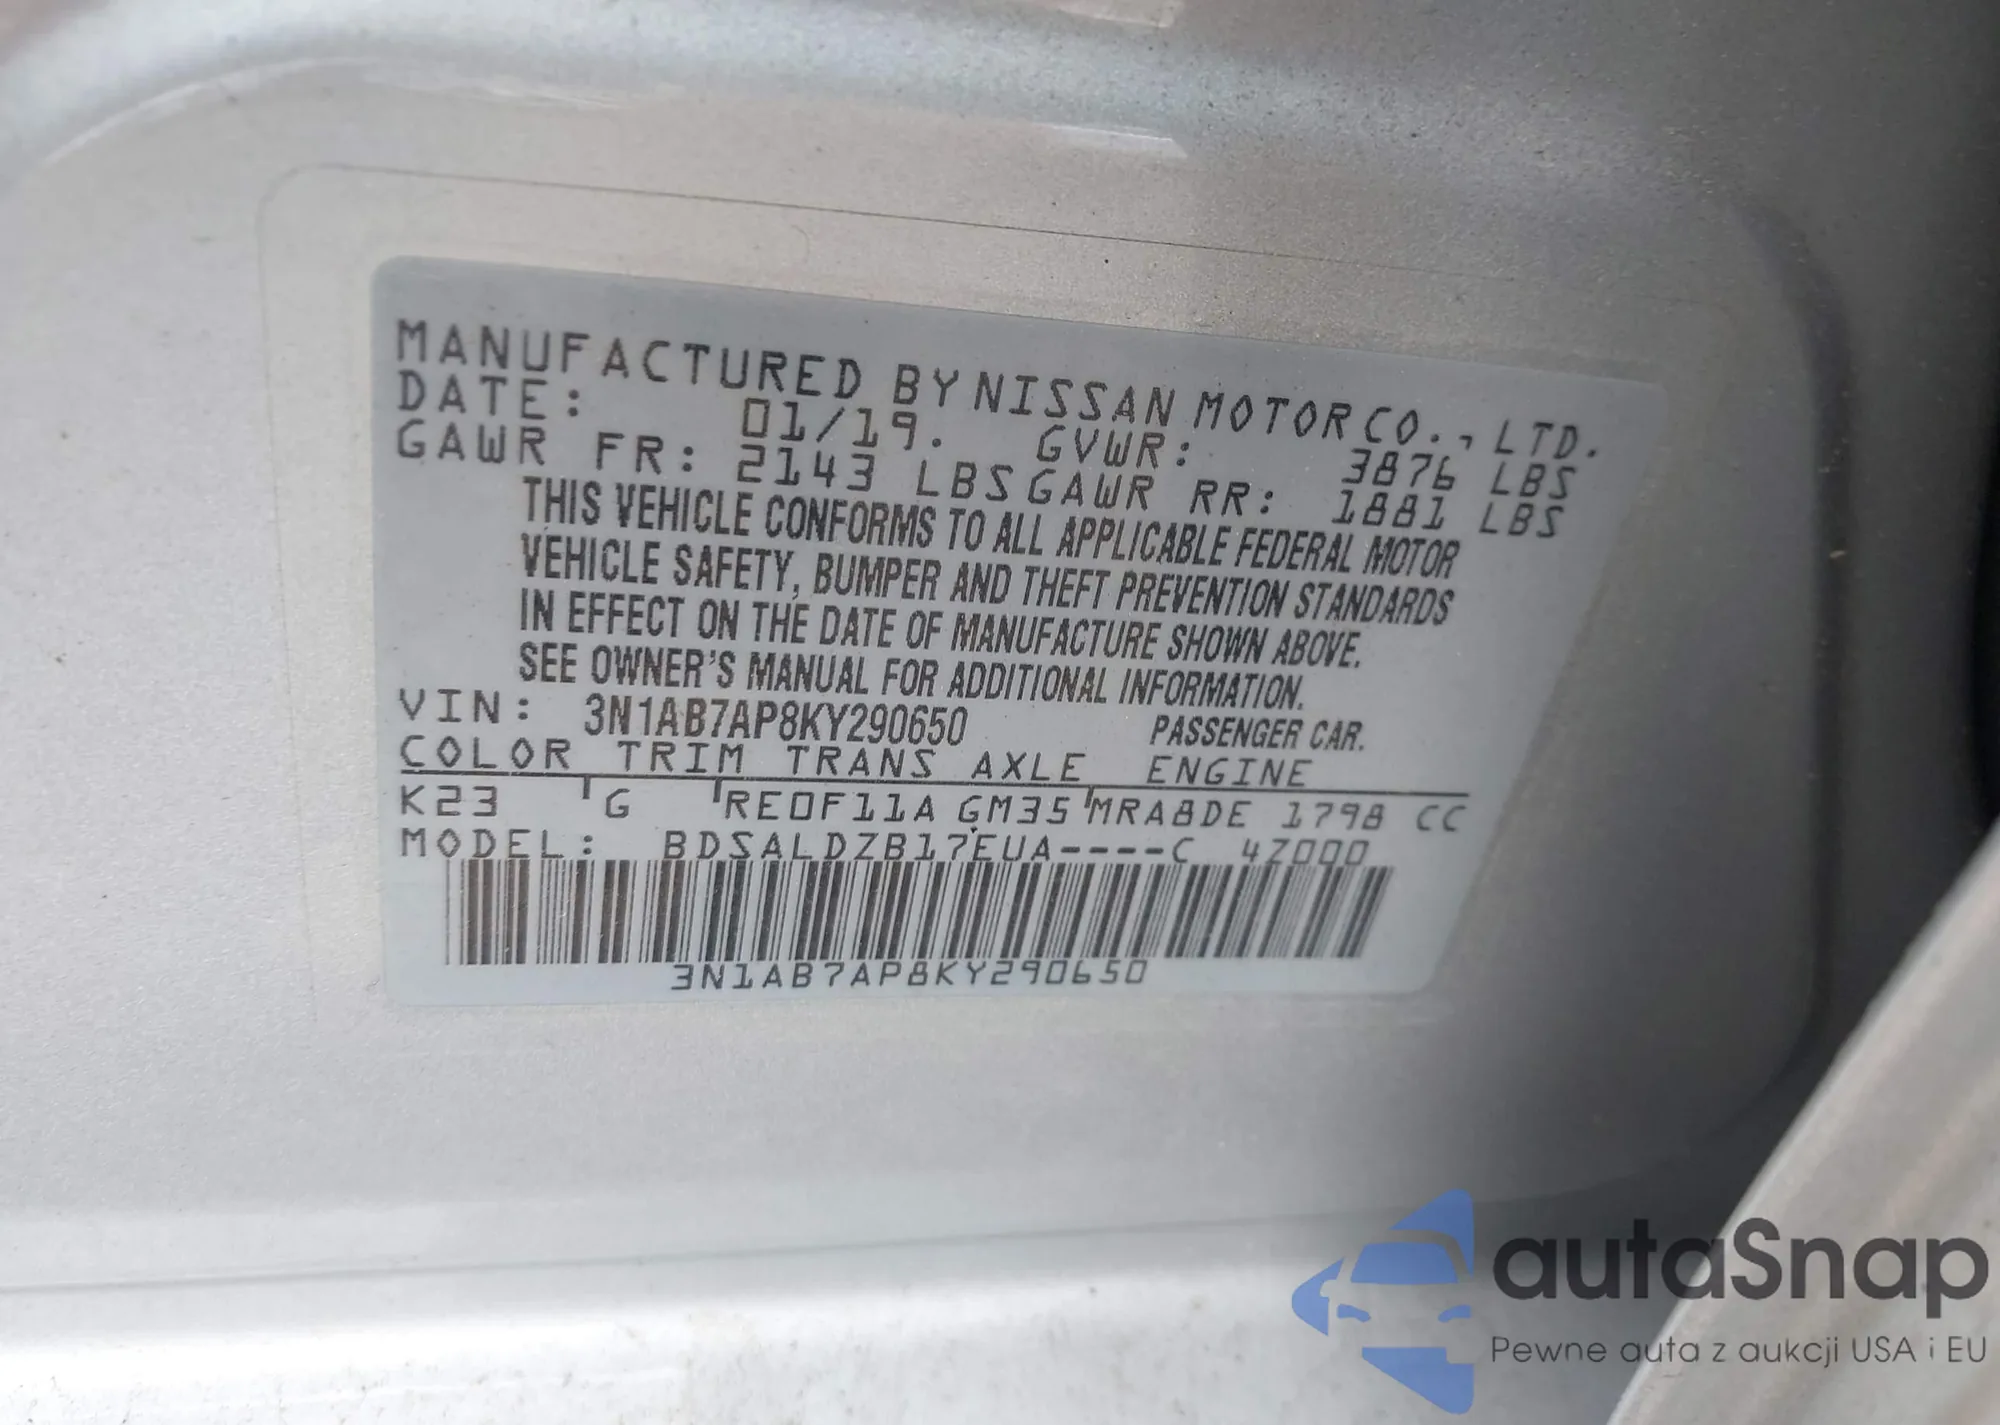 MANUFACTURED BY NISSAN MOTOR CO., LTD.
DATE: 01/19. GVWR: 3876 LBS
GAWR FR: 2143 LBS GAWR RR: 1881 LBS
THIS VEHICLE CONFORMS TO ALL APPLICABLE FEDERAL MOTOR
VEHICLE SAFETY, BUMPER AND THEFT PREVENTION STANDARDS
IN EFFECT ON THE DATE OF MANUFACTURE SHOWN ABOVE.
SEE OWNER'S MANUAL FOR ADDITIONAL INFORMATION.
VIN: 3N1AB7AP8KY290650 PASSENGER CAR.
COLOR TRIM TRANS AXLE ENGINE
K23 G RE0F11A GM35 MRA8DE 1798 CC
MODEL: BDSALDZB17EUA----C 4Z000
3N1AB7AP8KY290650
autaSnap
Pewne auta z aukcji USA i EU